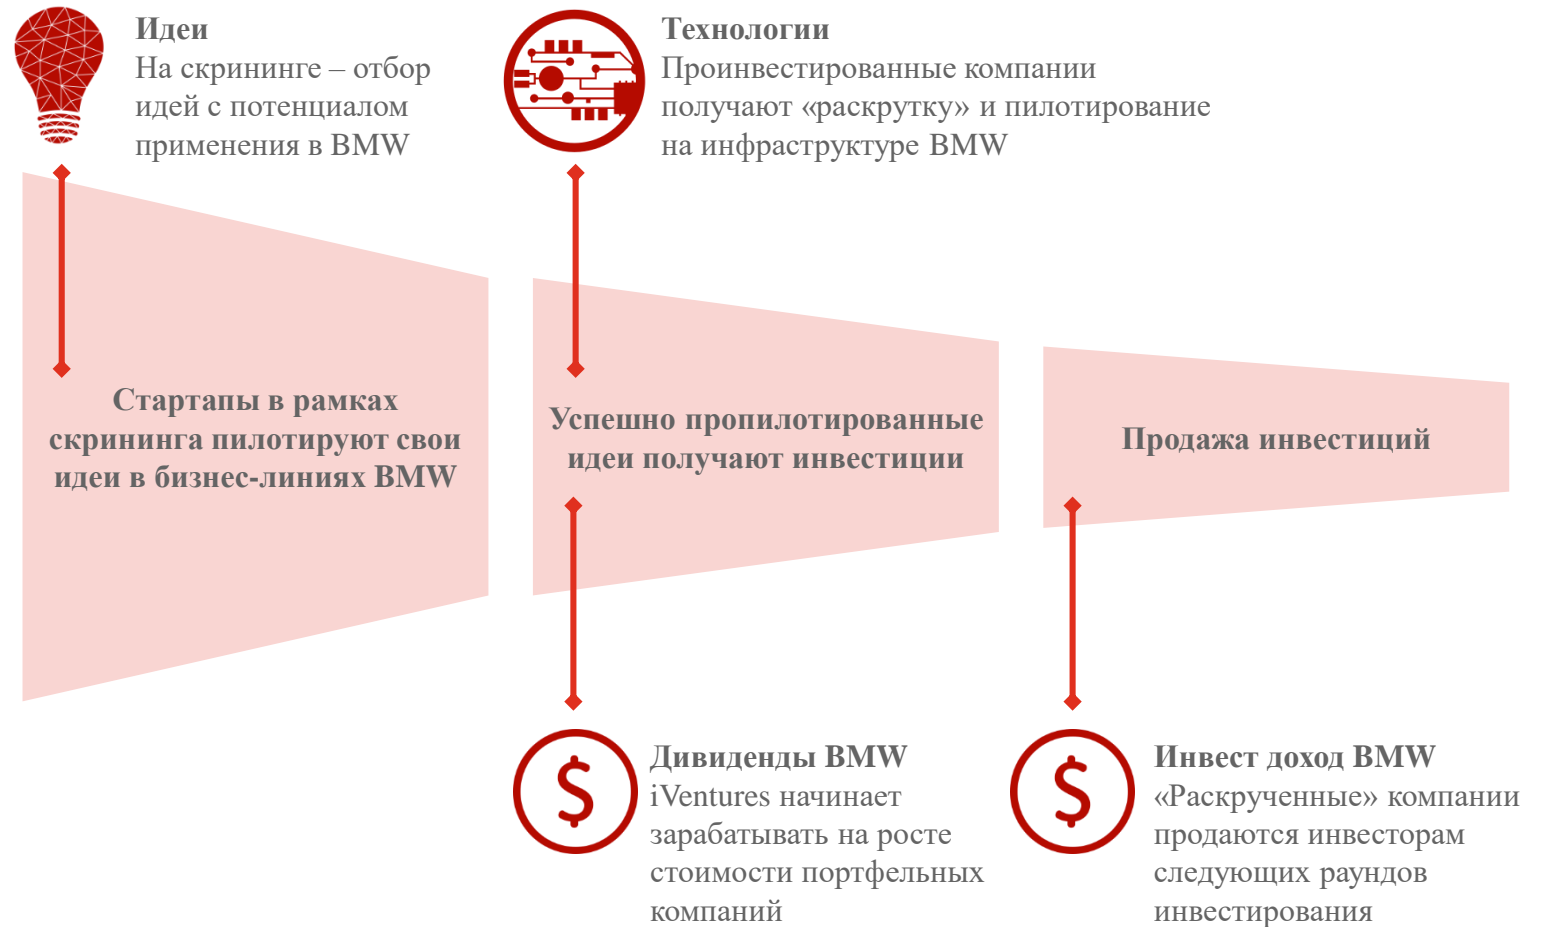 Идеи
На скрининге – отбор
идей с потенциалом
применения в BMW
Технологии
Проинвестированные компании
получают «раскрутку» и пилотирование
на инфраструктуре BMW
Стартапы в рамках
скрининга пилотируют свои
идеи в бизнес-линиях BMW
Успешно пропилотированные
идеи получают инвестиции
Продажа инвестиций
Дивиденды BMW
iVentures начинает
зарабатывать на росте
стоимости портфельных
компаний
Инвест доход BMW
«Раскрученные» компании
продаются инвесторам
следующих раундов
инвестирования